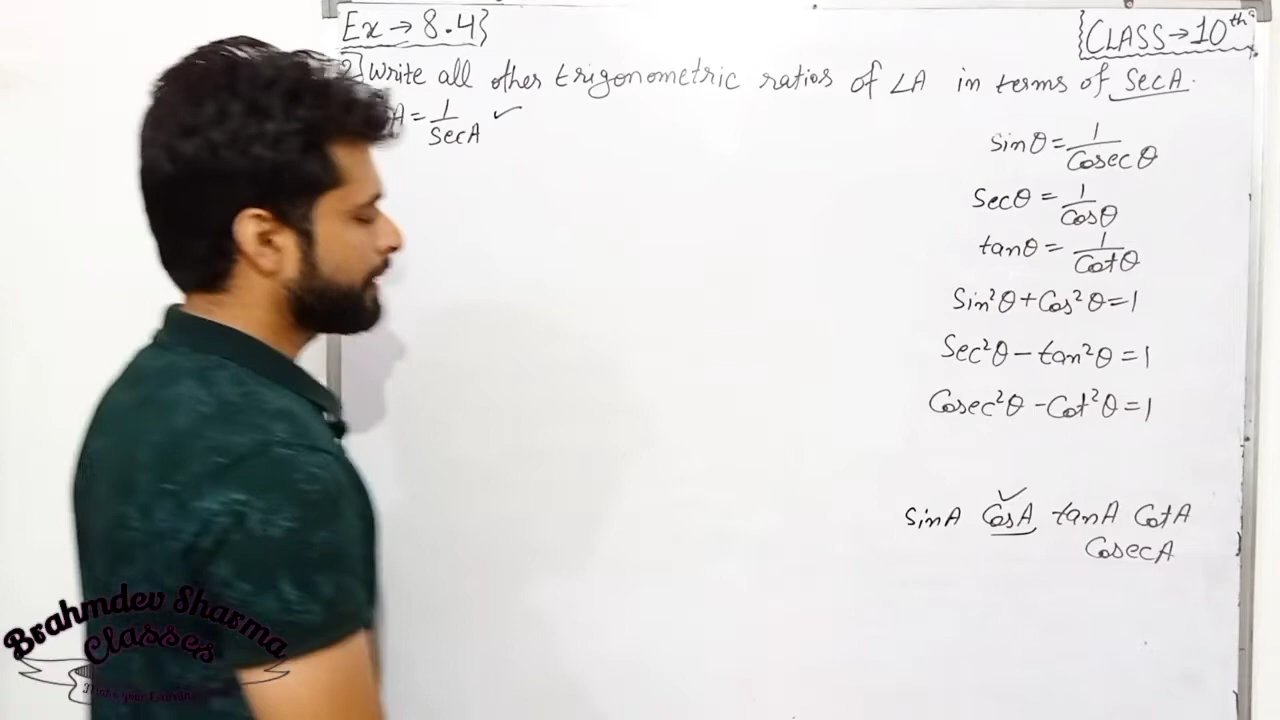 Ex → 8.4}
{CLASS → 10th
2] Write all other trigonometric ratios of ∠A in terms of SecA.
A = 1/SecA ✓
sinθ = 1/Cosecθ
Secθ = 1/Cosθ
tanθ = 1/Cotθ
Sin²θ + Cos²θ = 1
Sec²θ - tan²θ = 1
Cosec²θ - Cot²θ = 1
sinA CosA tanA CotA
CosecA
Brahmdev Sharma
Classes